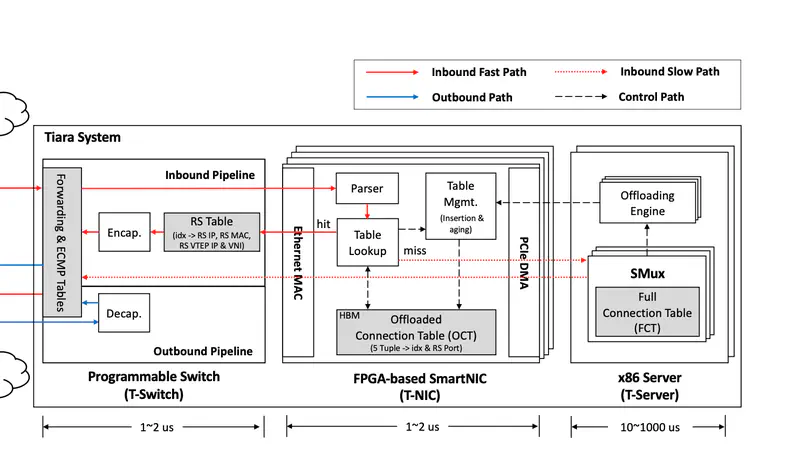 Inbound Fast Path
Inbound Slow Path
Outbound Path
Control Path
Tiara System
Inbound Pipeline
Forwarding & ECMP Tables
Encap.
RS Table
(idx -> RS IP, RS MAC,
RS VTEP IP & VNI)
Decap.
Outbound Pipeline
Programmable Switch
(T-Switch)
Ethernet MAC
Parser
hit
Table
Lookup
miss
Table
Mgmt.
(Insertion &
aging)
PCIe DMA
HBM
Offloaded
Connection Table (OCT)
(5 Tuple -> idx & RS Port)
FPGA-based SmartNIC
(T-NIC)
Offloading
Engine
SMux
Full
Connection Table
(FCT)
x86 Server
(T-Server)
1~2 us
1~2 us
10~1000 us